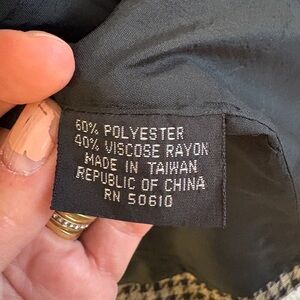 60% POLYESTER
40% VISCOSE RAYON
MADE IN TAIWAN
REPUBLIC OF CHINA
RN 50610